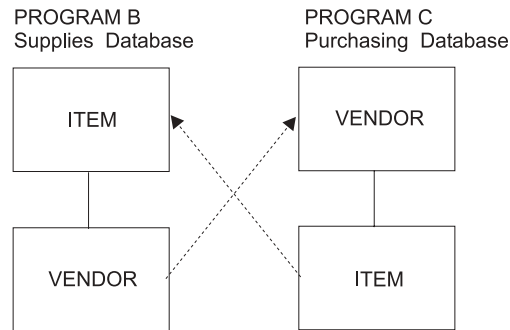 PROGRAM B
Supplies Database
PROGRAM C
Purchasing Database
ITEM
VENDOR
VENDOR
ITEM